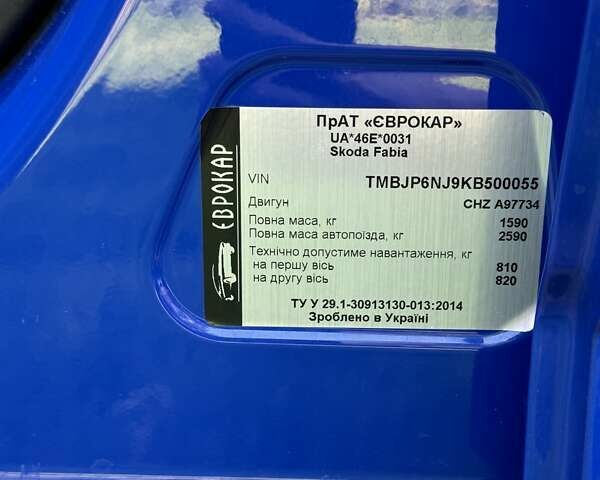 ЄВРОКАР
ПрАТ «ЄВРОКАР»
UA*46E*0031
Skoda Fabia
VIN TMBJP6NJ9KB500055
Двигун CHZ A97734
Повна маса, кг 1590
Повна маса автопоїзда, кг 2590
Технічно допустиме навантаження, кг
на першу вісь 810
на другу вісь 820
ТУ У 29.1-30913130-013:2014
Зроблено в Україні